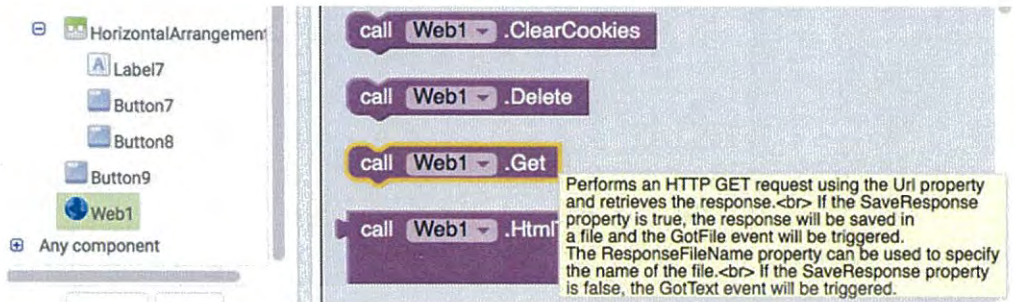 HorizontalArrangement
Label7
Button7
Button8
Button9
Web1
Any component
call Web1 .ClearCookies
call Web1 .Delete
call Web1 .Get
call Web1 .Html
Performs an HTTP GET request using the Url property
and retrieves the response.<br> If the SaveResponse
property is true, the response will be saved in
a file and the GotFile event will be triggered.
The ResponseFileName property can be used to specify
the name of the file.<br> If the SaveResponse property
is false, the GotText event will be triggered.